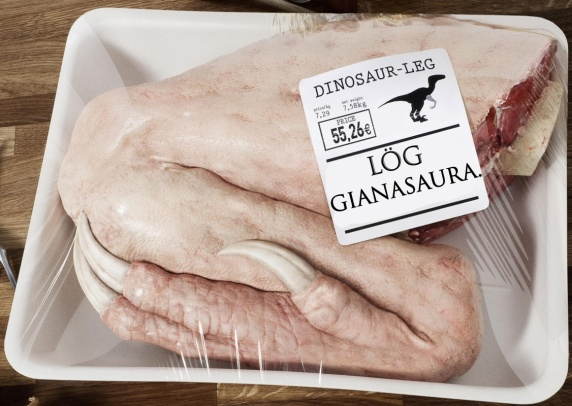 DINOSAUR-LEG
price/kg net weight
7,29 7,58kg
PRICE
55,26€
LÖG
GIANASAURA.